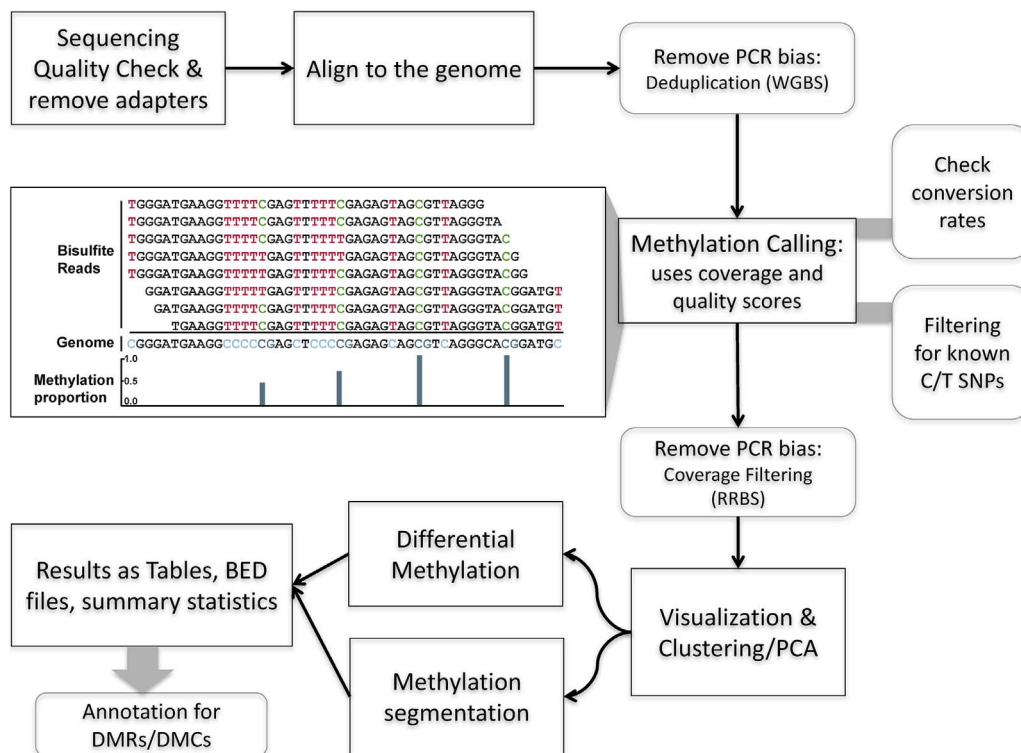 Sequencing
Quality Check &
remove adapters
Align to the genome
Remove PCR bias:
Deduplication (WGBS)
Check
conversion
rates
Methylation Calling:
uses coverage and
quality scores
Filtering
for known
C/T SNPs
Bisulfite
Reads
TGGGATGAAGGTTTTCGAGTTTTTCGAGAGTAGCGTTAGGG
TGGGATGAAGGTTTTCGAGTTTTTCGAGAGTAGCGTTAGGGTA
TGGGATGAAGGTTTTCGAGTTTTTTGAGAGTAGCGTTAGGGTAC
TGGGATGAAGGTTTTTGAGTTTTTTGAGAGTAGCGTTAGGGTACG
TGGGATGAAGGTTTTTGAGTTTTTCGAGAGTAGCGTTAGGGTACGG
GGATGAAGGTTTTTGAGTTTTTCGAGAGTAGCGTTAGGGTACGGATGT
GATGAAGGTTTTCGAGTTTTTCGAGAGTAGCGTTAGGGTACGGATGT
TGAAGGTTTTCGAGTTTTTCGAGAGTAGCGTTAGGGTACGGATGT
Genome CGGGATGAAGGCCCCCGAGCTCCCCGAGAGCAGCGTCAGGGCACGGATGC
Methylation
proportion
1.0
0.5
0.0
Remove PCR bias:
Coverage Filtering
(RRBS)
Visualization &
Clustering/PCA
Differential
Methylation
Methylation
segmentation
Results as Tables, BED
files, summary statistics
Annotation for
DMRs/DMCs